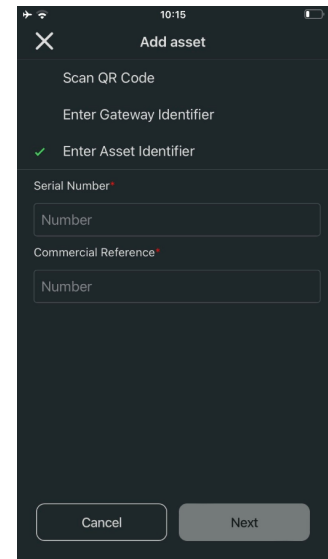 10:15
Add asset
Scan QR Code
Enter Gateway Identifier
Enter Asset Identifier
Serial Number*
Number
Commercial Reference*
Number
Cancel Next